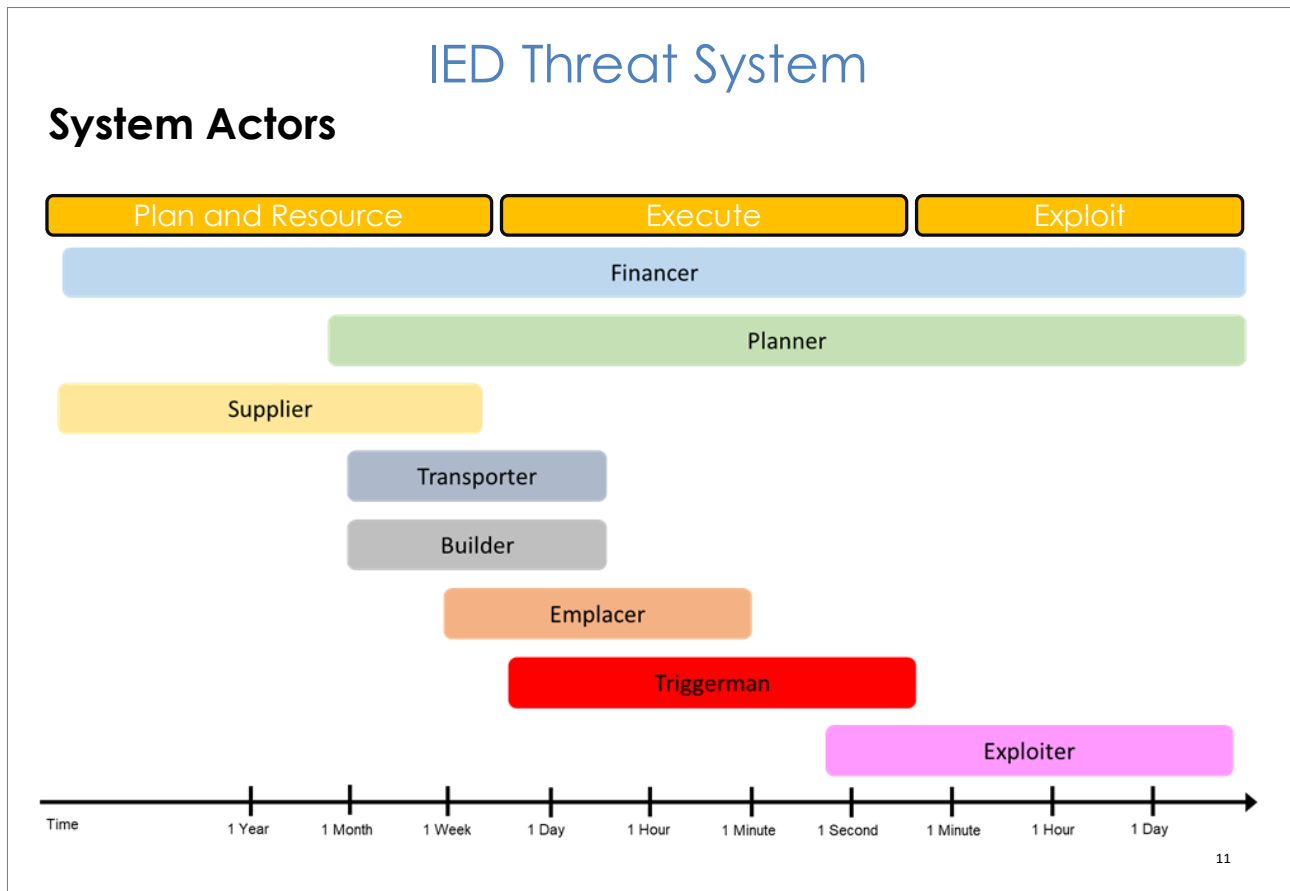 IED Threat System
System Actors
Plan and Resource
Execute
Exploit
Financer
Planner
Supplier
Transporter
Builder
Emplacer
Triggerman
Exploiter
Time
1 Year
1 Month
1 Week
1 Day
1 Hour
1 Minute
1 Second
1 Minute
1 Hour
1 Day
11